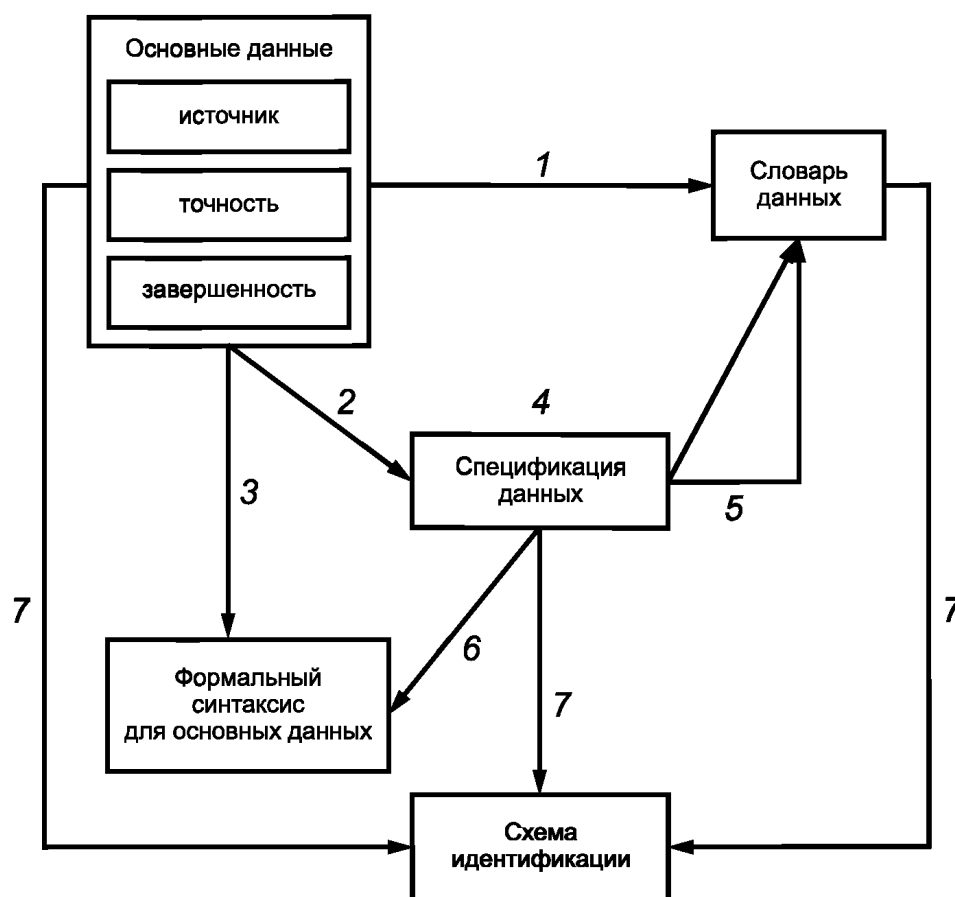 Основные данные
источник
точность
завершенность
1
Словарь
данных
2
4
Спецификация
данных
3
5
7
7
6
Формальный
синтаксис
для основных данных
7
Схема
идентификации